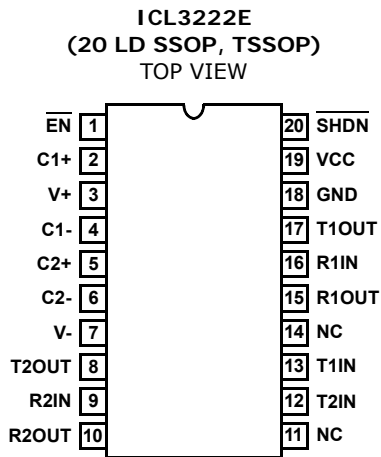 ICL3222E
(20 LD SSOP, TSSOP)
TOP VIEW
EN 1 20 SHDN
C1+ 2 19 VCC
V+ 3 18 GND
C1- 4 17 T1OUT
C2+ 5 16 R1IN
C2- 6 15 R1OUT
V- 7 14 NC
T2OUT 8 13 T1IN
R2IN 9 12 T2IN
R2OUT 10 11 NC